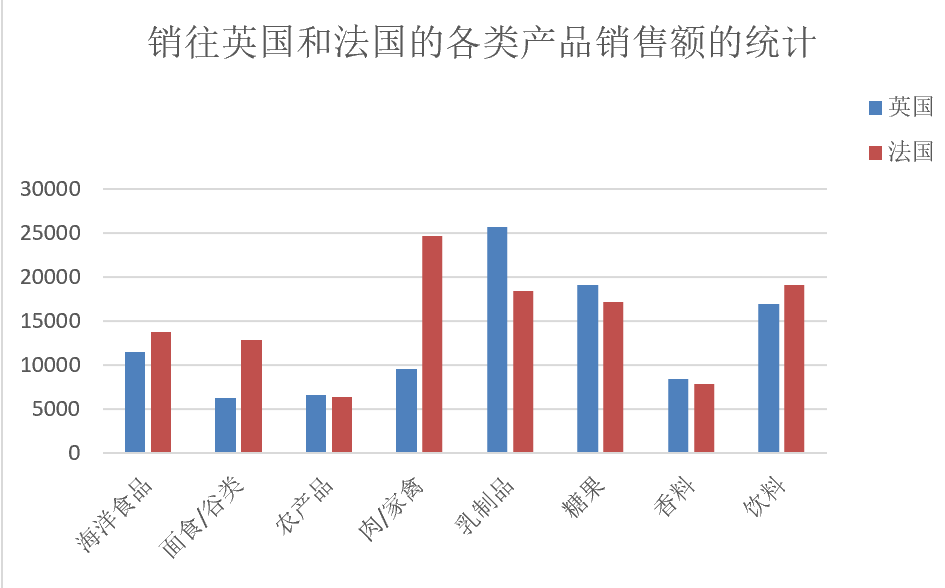 销往英国和法国的各类产品销售额的统计
英国
法国
30000
25000
20000
15000
10000
5000
0
海洋食品
面食/谷类
农产品
肉/家禽
乳制品
糖果
香料
饮料